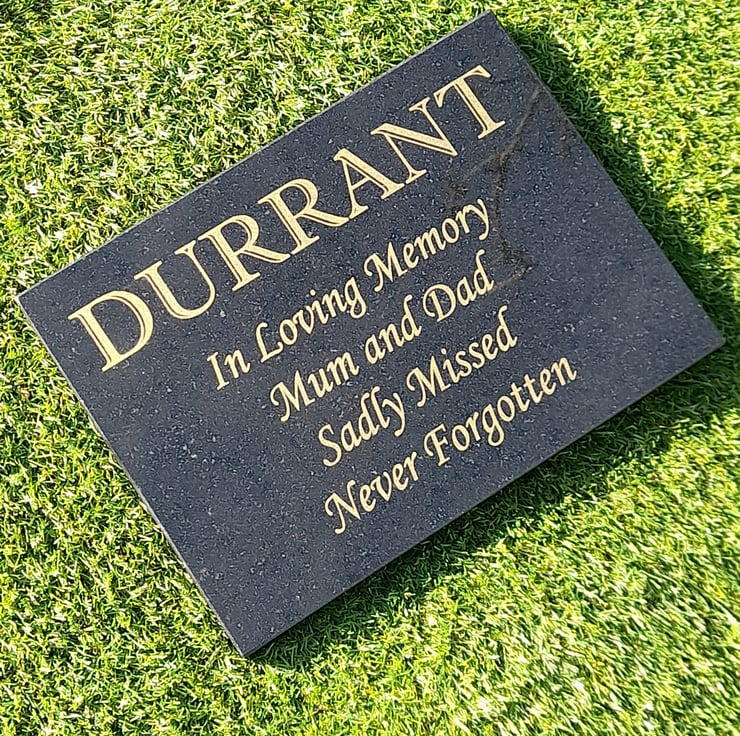 DURRANT
In Loving Memory
Mum and Dad
Sadly Missed
Never Forgotten